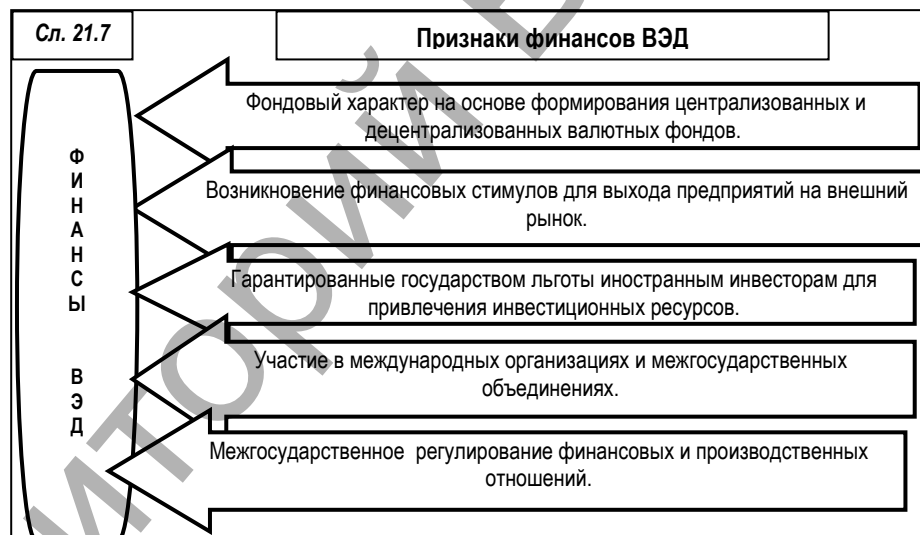 Сл. 21.7
Признаки финансов ВЭД
Фондовый характер на основе формирования централизованных и
децентрализованных валютных фондов.
Возникновение финансовых стимулов для выхода предприятий на внешний
рынок.
Гарантированные государством льготы иностранным инвесторам для
привлечения инвестиционных ресурсов.
Участие в международных организациях и межгосударственных
объединениях.
Межгосударственное регулирование финансовых и производственных
отношений.
ФИНАНСЫ
ВЭД